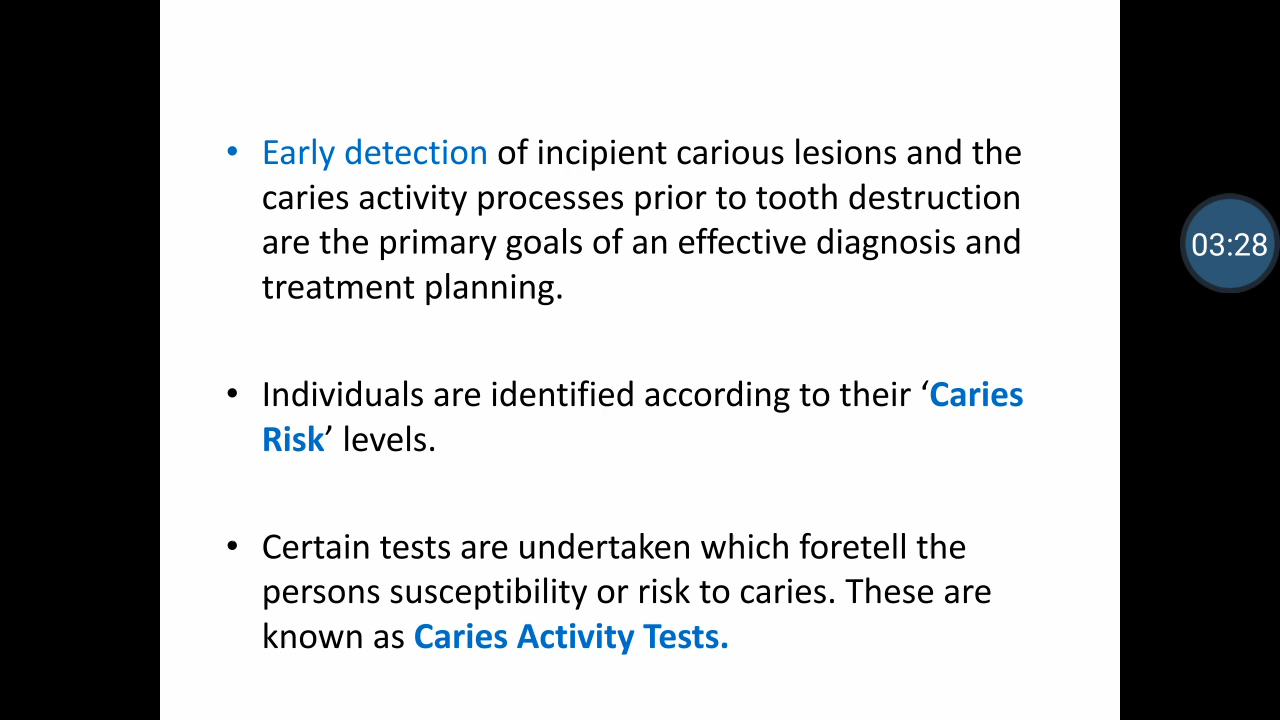 • Early detection of incipient carious lesions and the
caries activity processes prior to tooth destruction
are the primary goals of an effective diagnosis and
treatment planning.
• Individuals are identified according to their ‘Caries
Risk’ levels.
• Certain tests are undertaken which foretell the
persons susceptibility or risk to caries. These are
known as Caries Activity Tests.
03:28